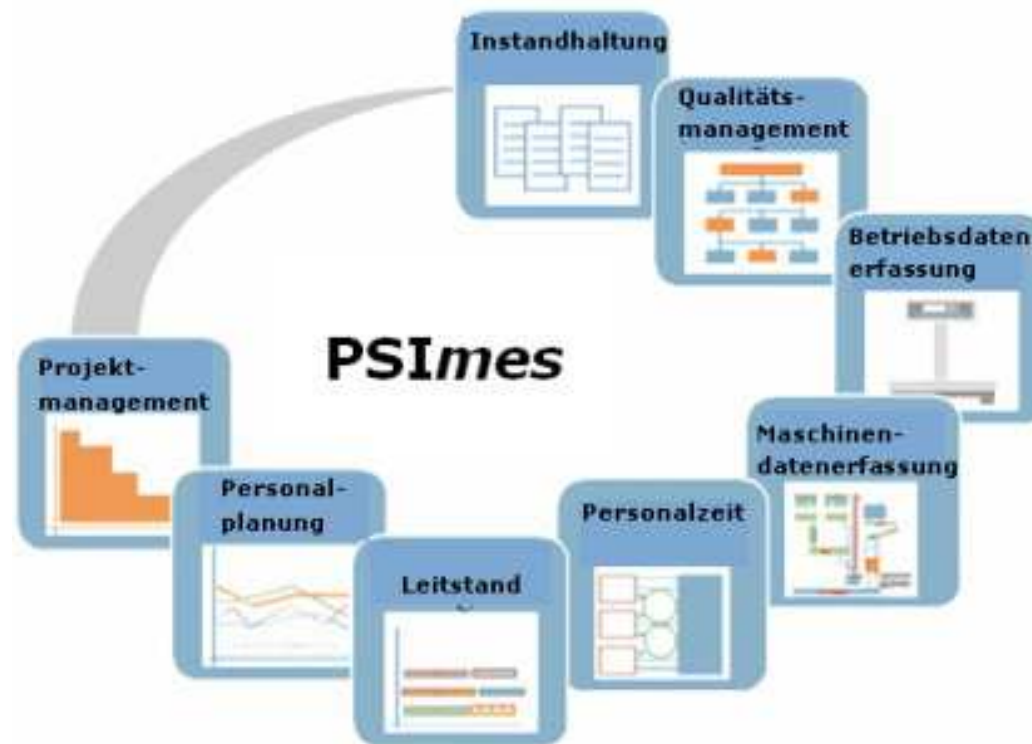 Instandhaltung
Qualitäts-
management
Betriebsdaten
erfassung
PSImes
Projekt-
management
Maschinen-
datenerfassung
Personal-
planung
Personalzeit
Leitstand